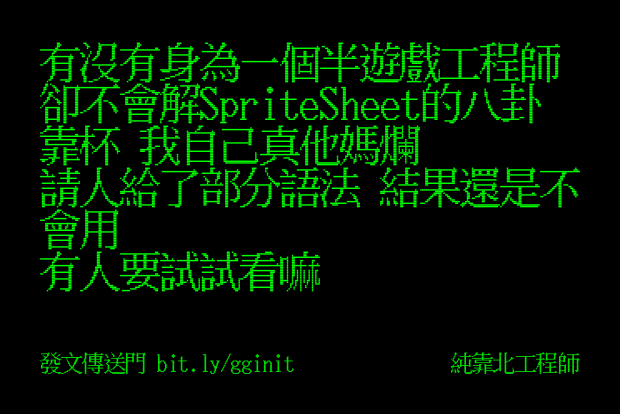 有沒有身為一個半遊戲工程師
卻不會解SpriteSheet的八卦
靠杯 我自己真他媽爛
請人給了部分語法 結果還是不
會用
有人要試試看嘛
發文傳送門 bit.ly/gginit
純靠北工程師